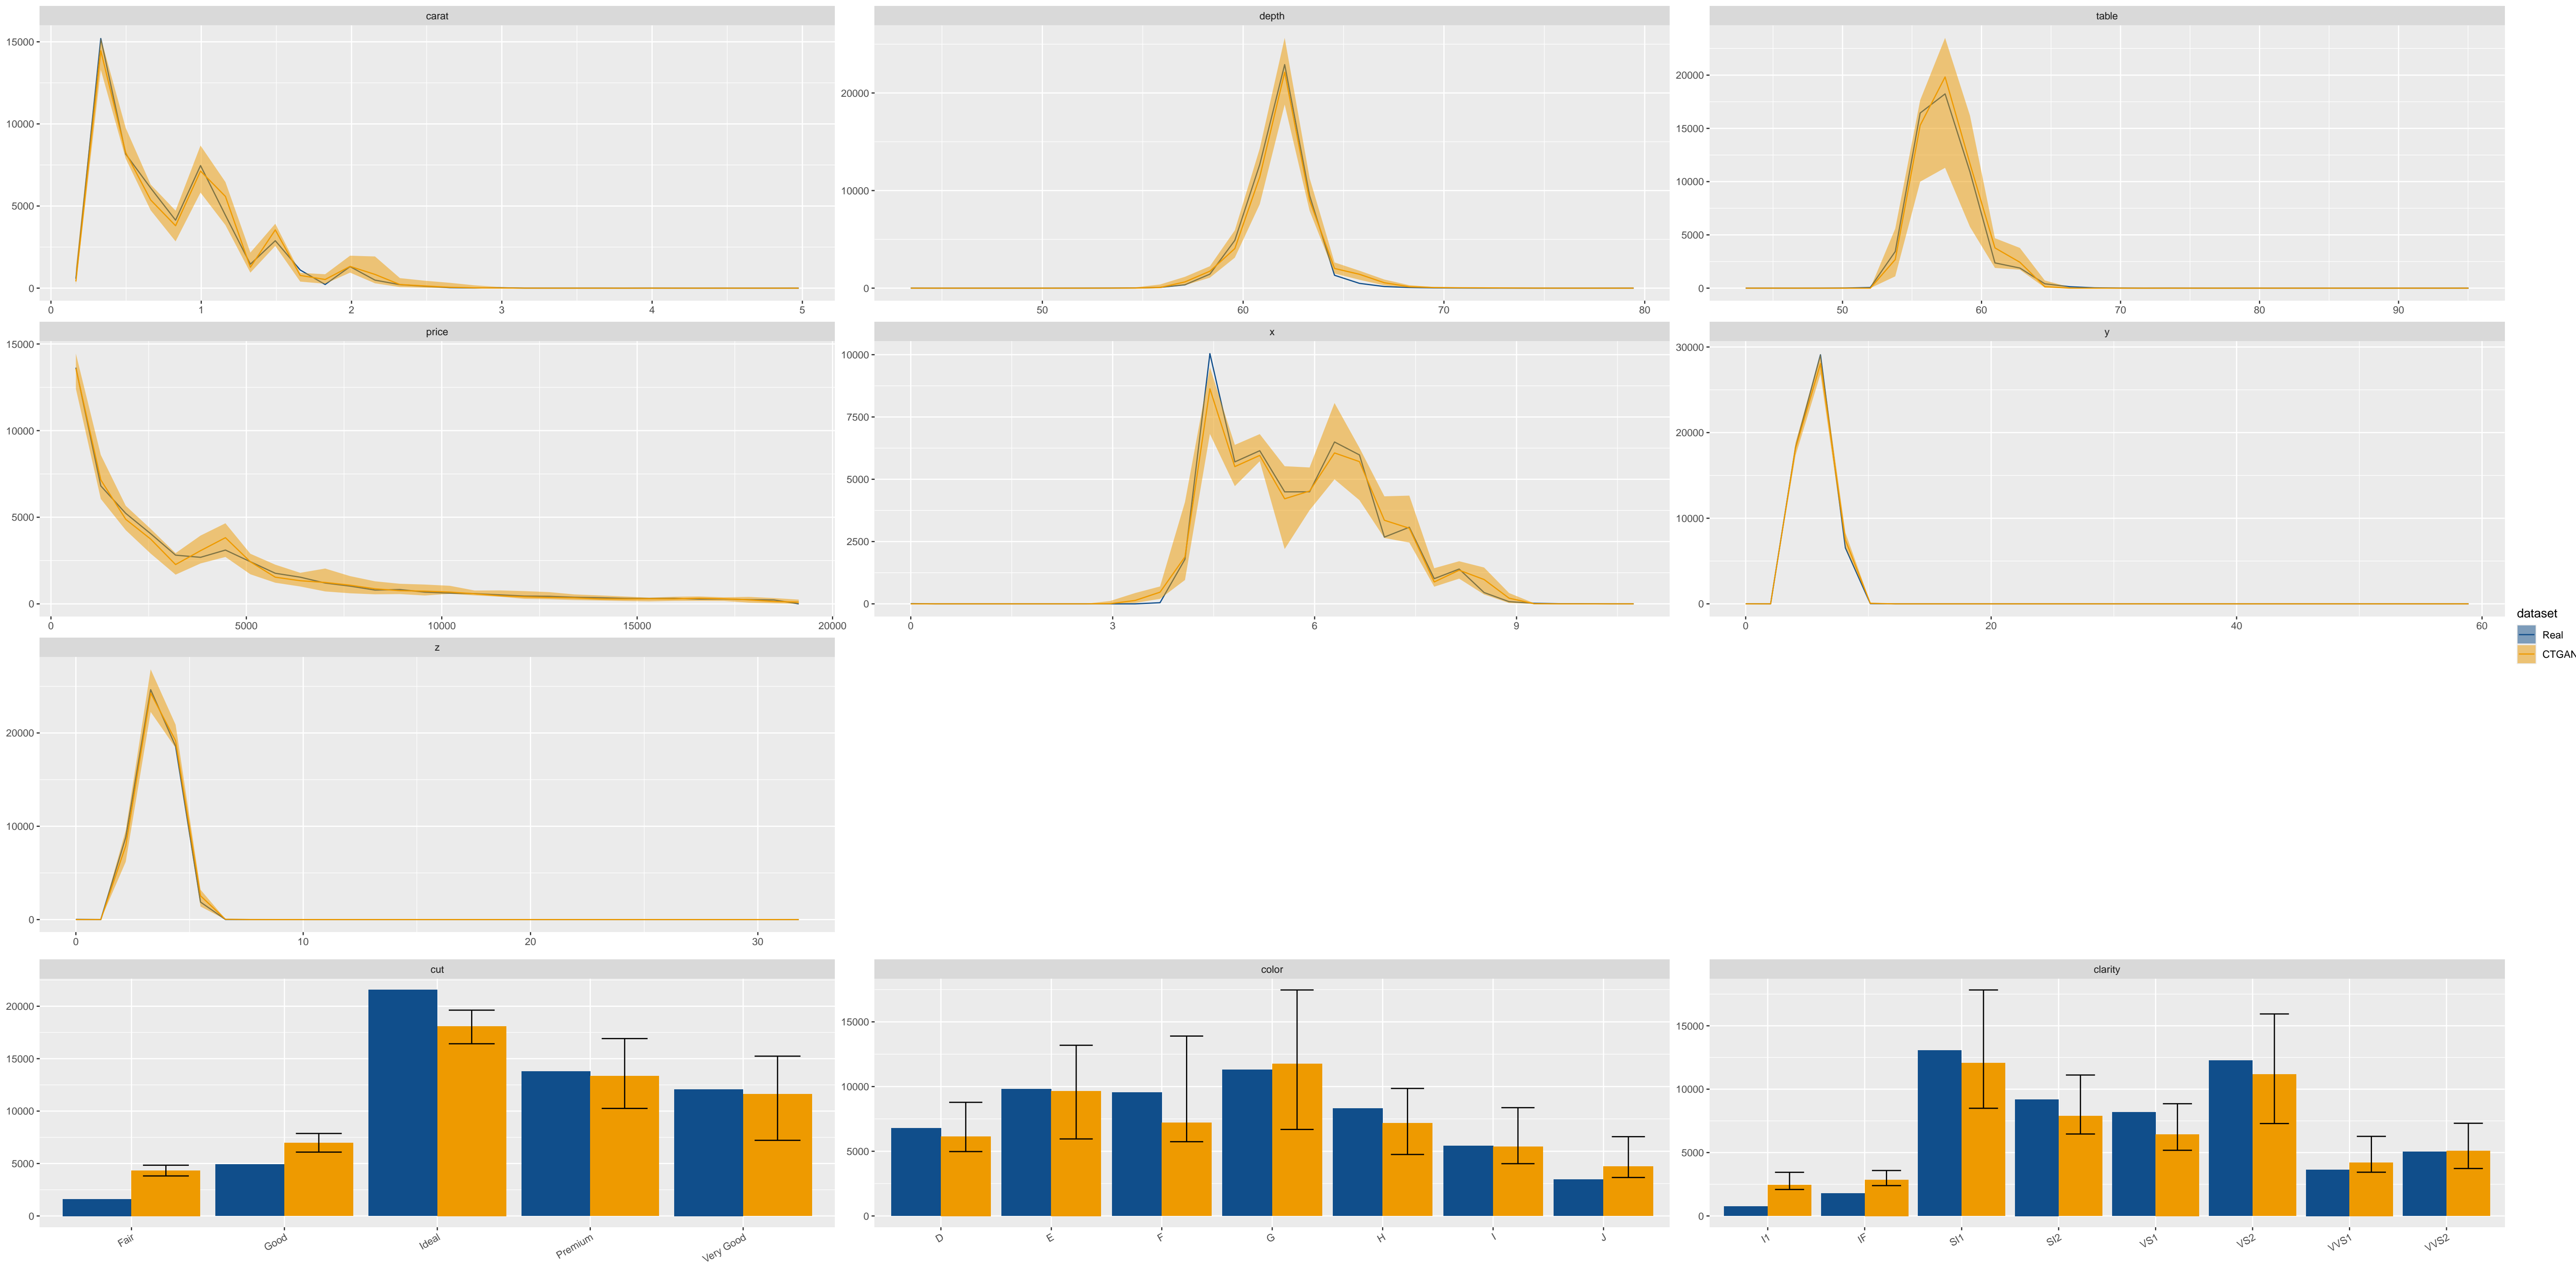 carat
depth
table
15000
10000
5000
0
0 1 2 3 4 5
20000
10000
0
50 60 70 80
20000
15000
10000
5000
0
50 60 70 80 90
price
x
y
15000
10000
5000
0
0 5000 10000 15000 20000
10000
7500
5000
2500
0
0 3 6 9
30000
20000
10000
0
0 20 40 60
dataset
Real
CTGAN
z
20000
10000
0
0 10 20 30
cut
color
clarity
20000
15000
10000
5000
0
Fair Good Ideal Premium Very Good
15000
10000
5000
0
D E F G H I J
15000
10000
5000
0
I1 IF SI1 SI2 VS1 VS2 VVS1 VVS2